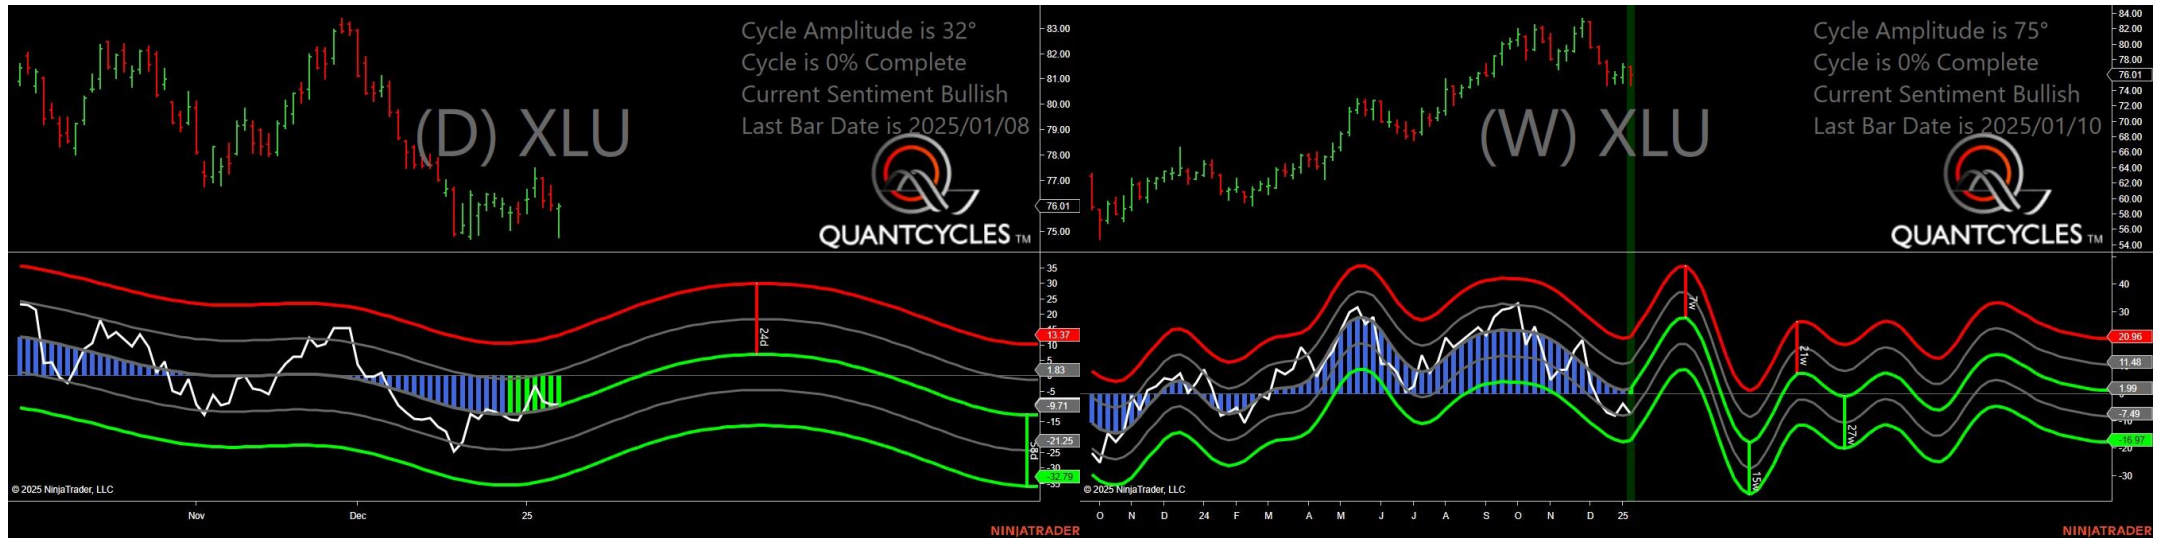 Cycle Amplitude is 32°
Cycle is 0% Complete
Current Sentiment Bullish
Last Bar Date is 2025/01/08
(D) XLU
QUANTCYCLES TM
83.00
82.00
81.00
80.00
79.00
78.00
77.00
76.01
75.00
35
30
25
20
13.37
10
1.83
-5
-9.71
-15
-21.25
-25
-30
-32.79
24d
© 2025 NinjaTrader, LLC
Nov
Dec
25
NINJATRADER
Cycle Amplitude is 75°
Cycle is 0% Complete
Current Sentiment Bullish
Last Bar Date is 2025/01/10
(W) XLU
QUANTCYCLES TM
84.00
82.00
80.00
78.00
76.01
74.00
72.00
70.00
68.00
66.00
64.00
62.00
60.00
58.00
56.00
54.00
40
30
20.96
11.48
1.99
-7.49
-16.97
-20
-30
7w
21w
27w
15w
© 2025 NinjaTrader, LLC
O N D 24 F M A M J J A S O N D 25
NINJATRADER